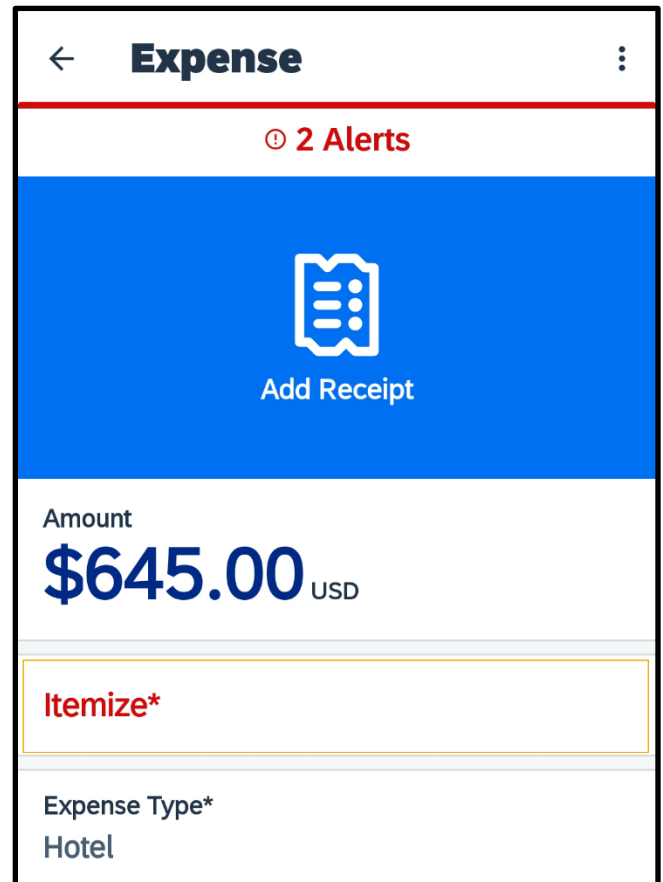 Expense
2 Alerts
Add Receipt
Amount
$645.00 USD
Itemize*
Expense Type*
Hotel